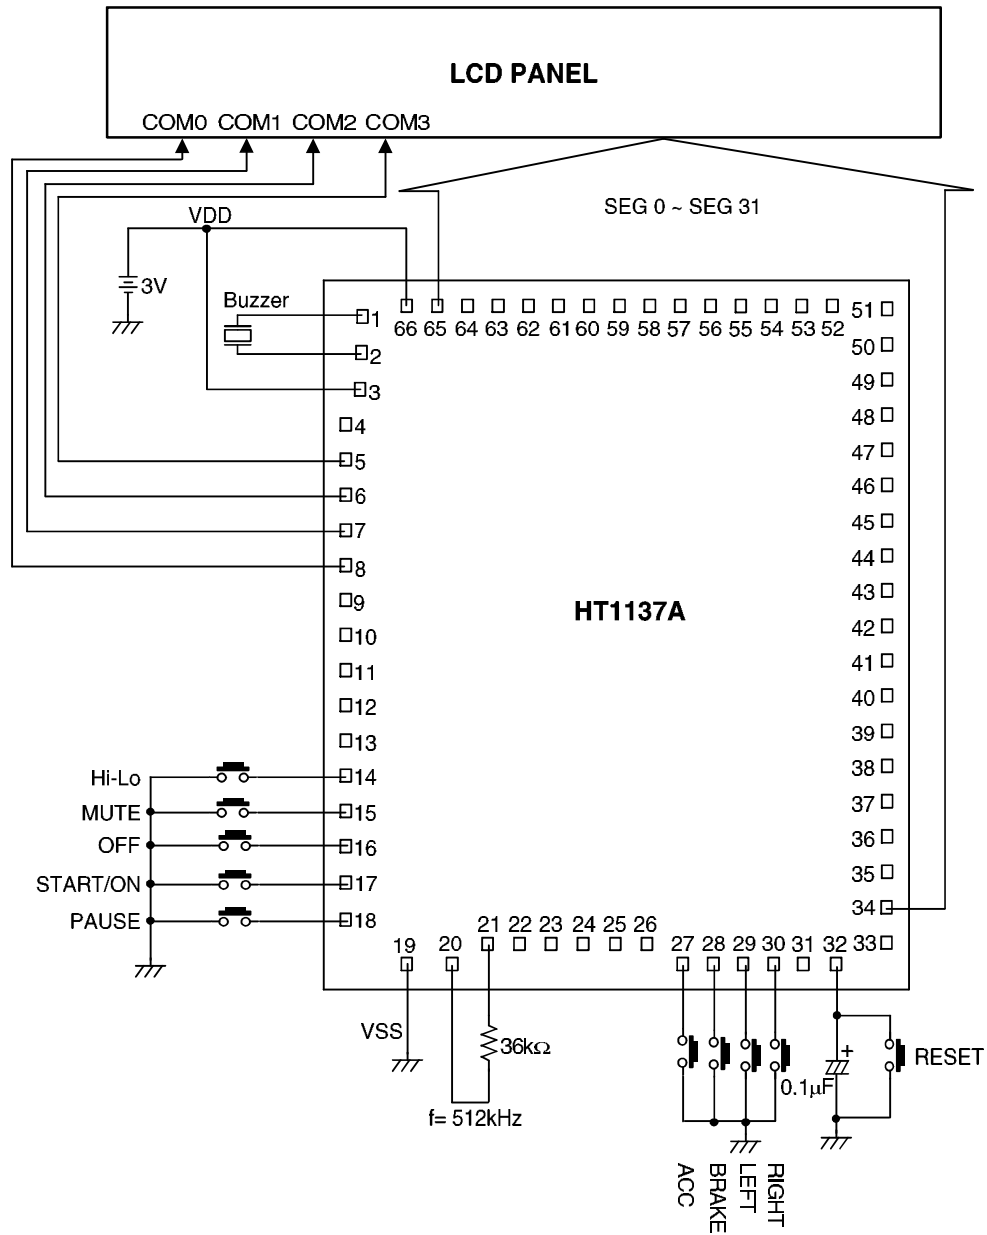 LCD PANEL
COM0 COM1 COM2 COM3
SEG 0 ~ SEG 31
VDD
3V
Buzzer
1
2
3
4
5
6
7
8
9
10
11
12
13
14
15
16
17
18
66 65 64 63 62 61 60 59 58 57 56 55 54 53 52
51
50
49
48
47
46
45
44
43
42
41
40
39
38
37
36
35
34
33
HT1137A
Hi-Lo
MUTE
OFF
START/ON
PAUSE
19 20 21 22 23 24 25 26 27 28 29 30 31 32
VSS
36kΩ
f= 512kHz
+
0.1μF
RESET
ACC
BRAKE
LEFT
RIGHT